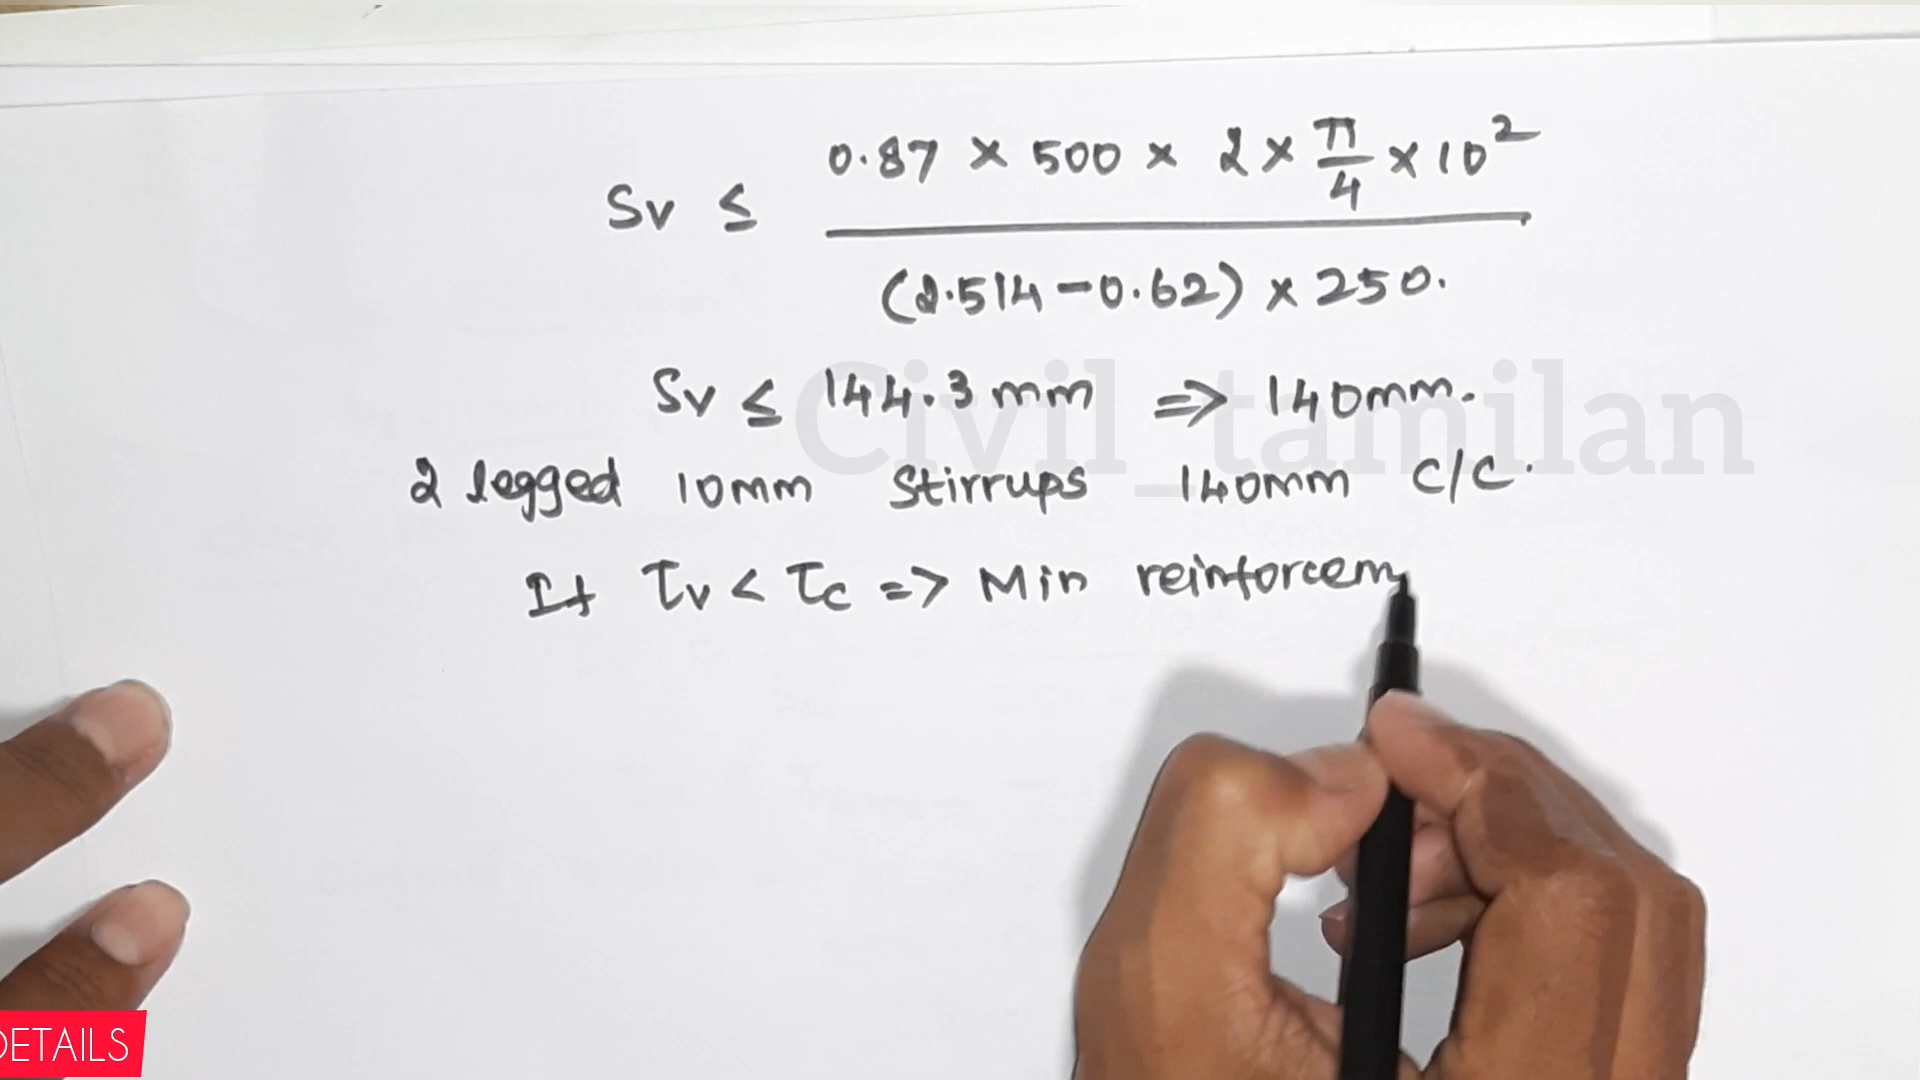 Sv ≤ 0.87 × 500 × 2 × π/4 × 10²
(2.514 - 0.62) × 250.
Sv ≤ 144.3 mm => 140mm.
Civil_tamilan
2 legged 10mm Stirrups 140mm C/C.
If τv < τc => Min reinforcem
DETAILS